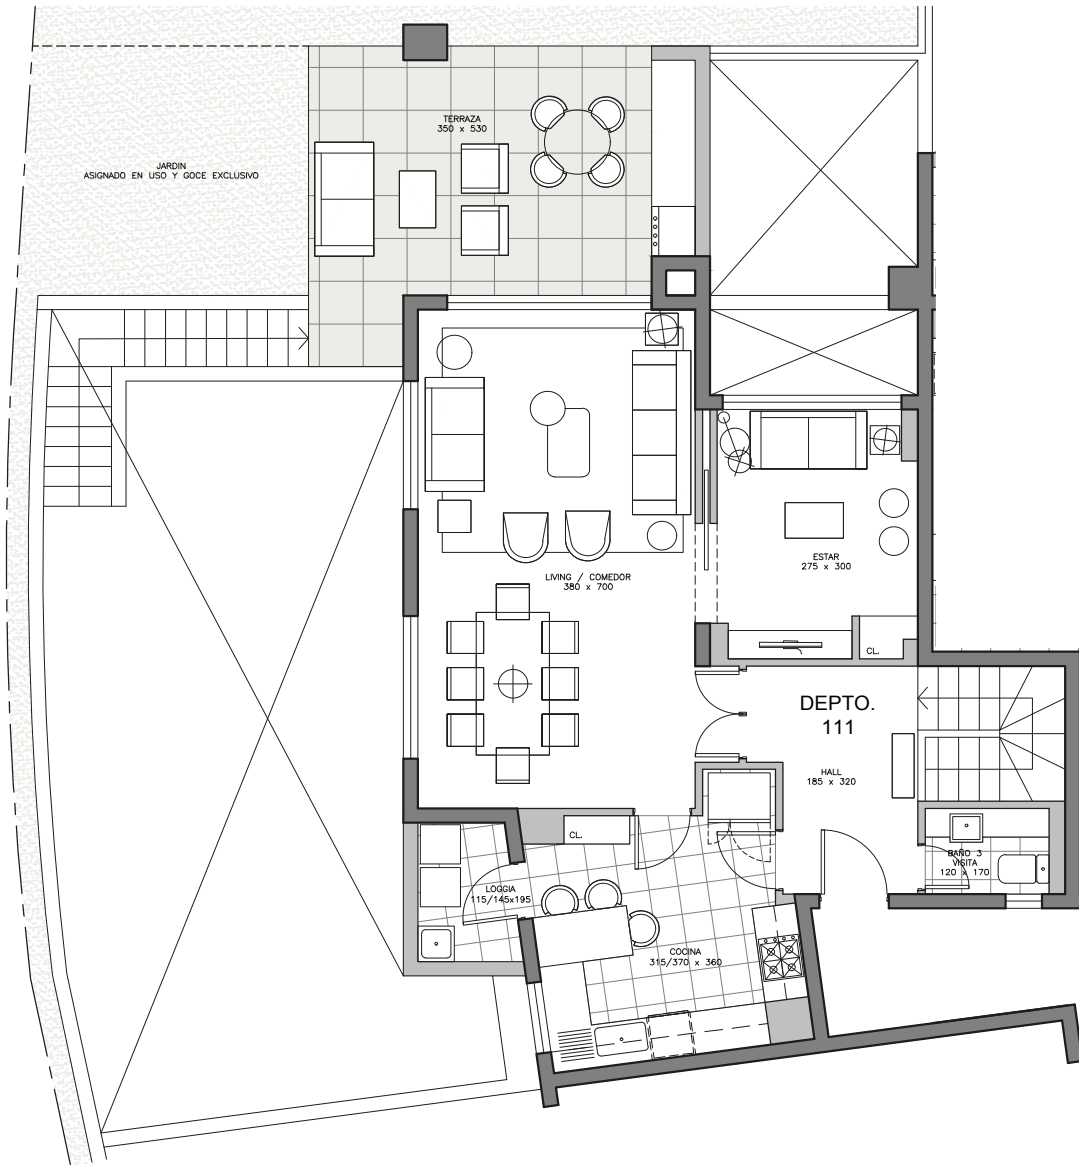 TERRAZA
350 x 530
JARDIN
ASIGNADO EN USO Y GOCE EXCLUSIVO
ESTAR
275 x 300
LIVING / COMEDOR
380 x 700
CL.
DEPTO.
111
HALL
185 x 320
CL.
BAÑO 3
VISITA
120 x 170
LOGGIA
115/145x195
COCINA
315/370 x 360